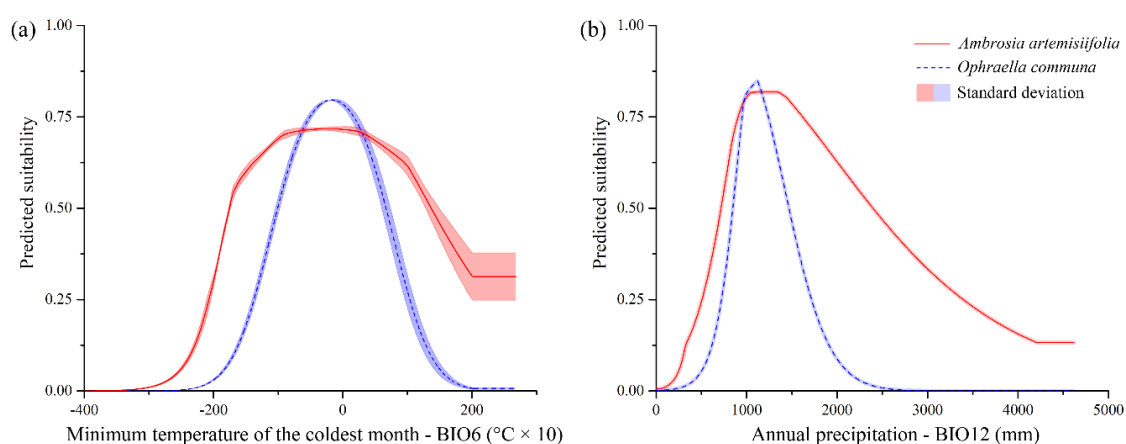 (a)
1.00
0.75
0.50
0.25
0.00
Predicted suitability
-400
-200
0
200
Minimum temperature of the coldest month - BIO6 (°C × 10)
(b)
1.00
0.75
0.50
0.25
0.00
Predicted suitability
0
1000
2000
3000
4000
5000
Annual precipitation - BIO12 (mm)
Ambrosia artemisiifolia
Ophraella communa
Standard deviation